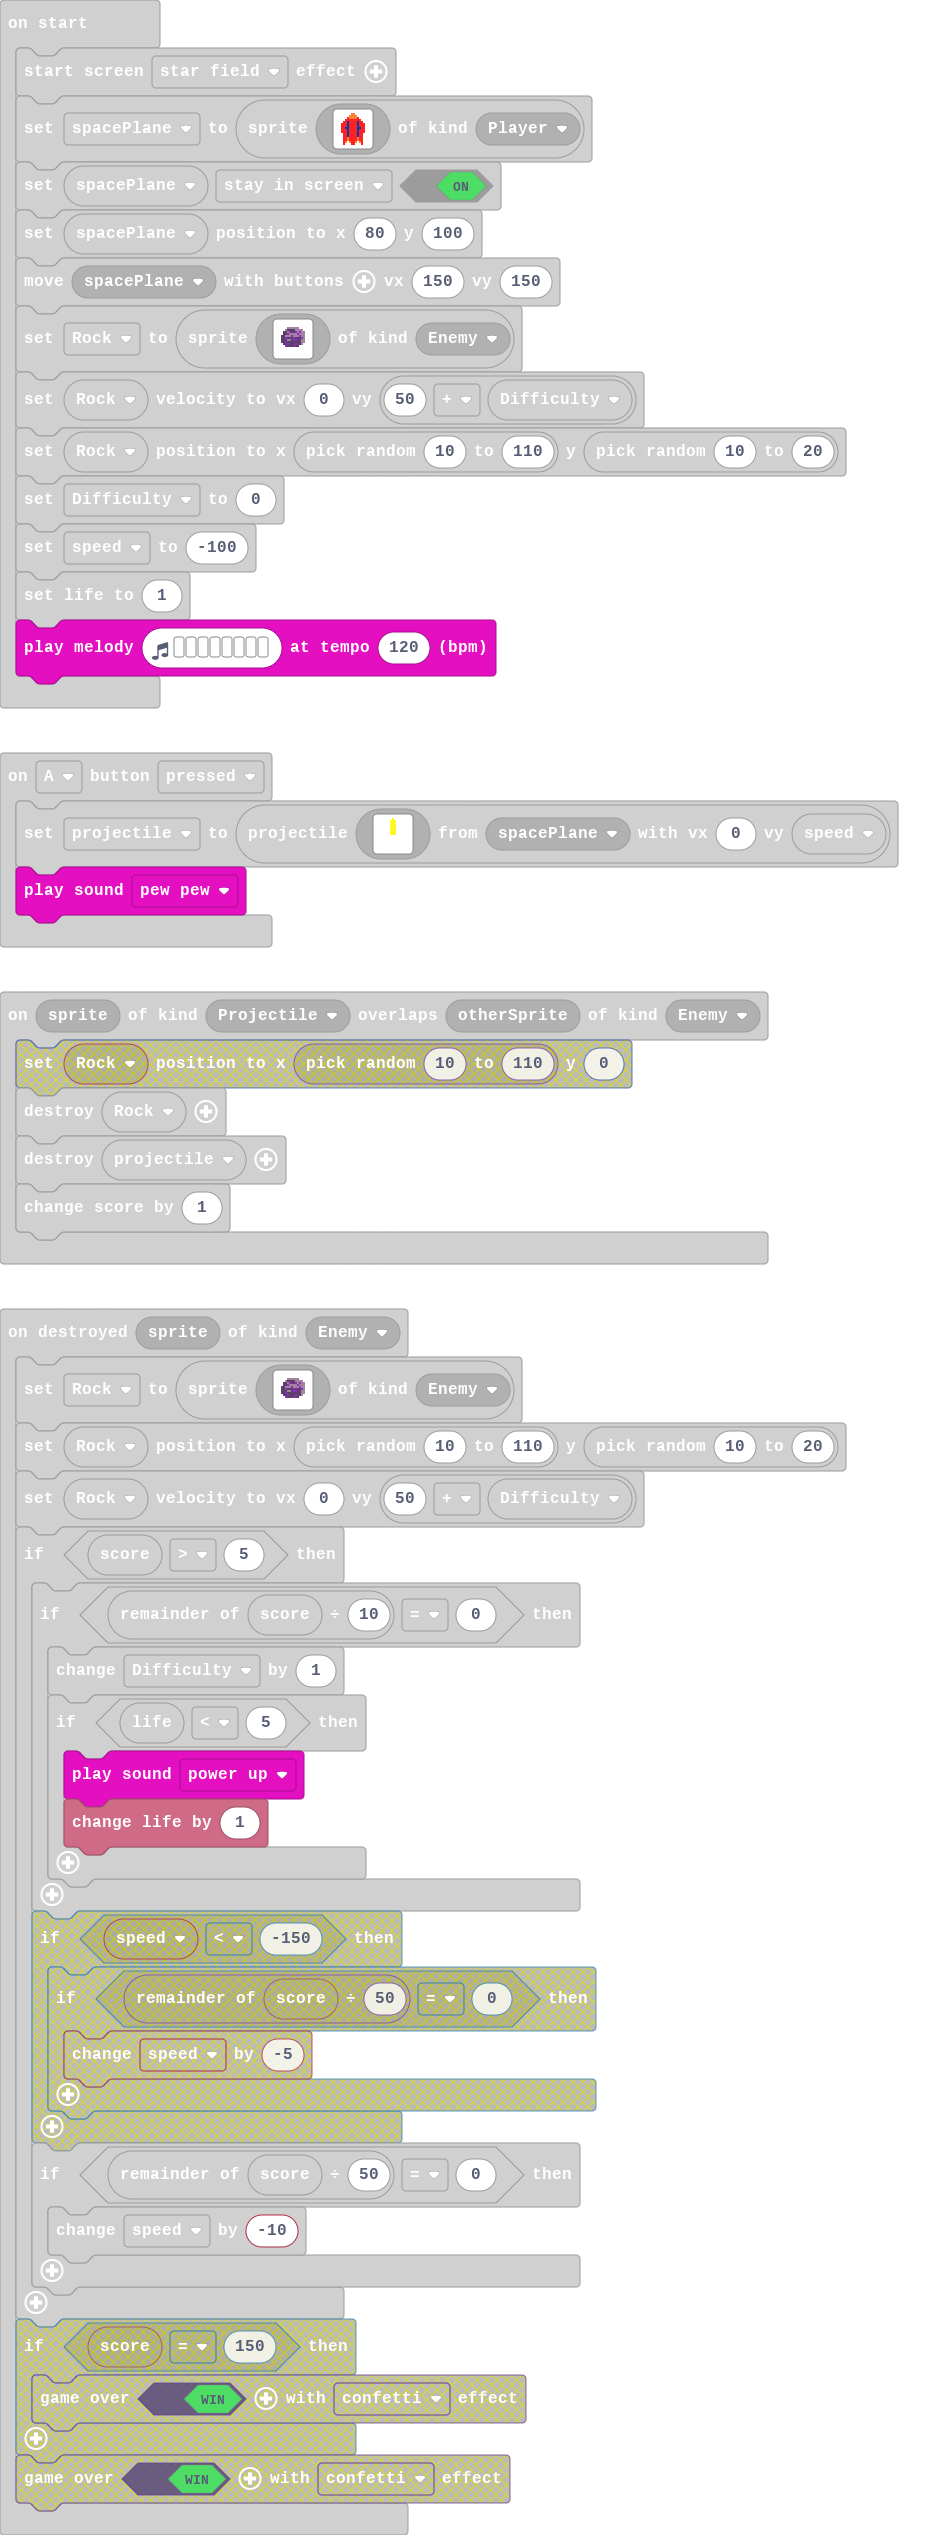 on start
start screen star field effect
set spacePlane to sprite of kind Player
set spacePlane stay in screen ON
set spacePlane position to x 80 y 100
move spacePlane with buttons vx 150 vy 150
set Rock to sprite of kind Enemy
set Rock velocity to vx 0 vy 50 + Difficulty
set Rock position to x pick random 10 to 110 y pick random 10 to 20
set Difficulty to 0
set speed to -100
set life to 1
play melody at tempo 120 (bpm)
on A button pressed
set projectile to projectile from spacePlane with vx 0 vy speed
play sound pew pew
on sprite of kind Projectile overlaps otherSprite of kind Enemy
set Rock position to x pick random 10 to 110 y 0
destroy Rock
destroy projectile
change score by 1
on destroyed sprite of kind Enemy
set Rock to sprite of kind Enemy
set Rock position to x pick random 10 to 110 y pick random 10 to 20
set Rock velocity to vx 0 vy 50 + Difficulty
if score > 5 then
if remainder of score ÷ 10 = 0 then
change Difficulty by 1
if life < 5 then
play sound power up
change life by 1
if speed < -150 then
if remainder of score ÷ 50 = 0 then
change speed by -5
if remainder of score ÷ 50 = 0 then
change speed by -10
if score = 150 then
game over WIN with confetti effect
game over WIN with confetti effect